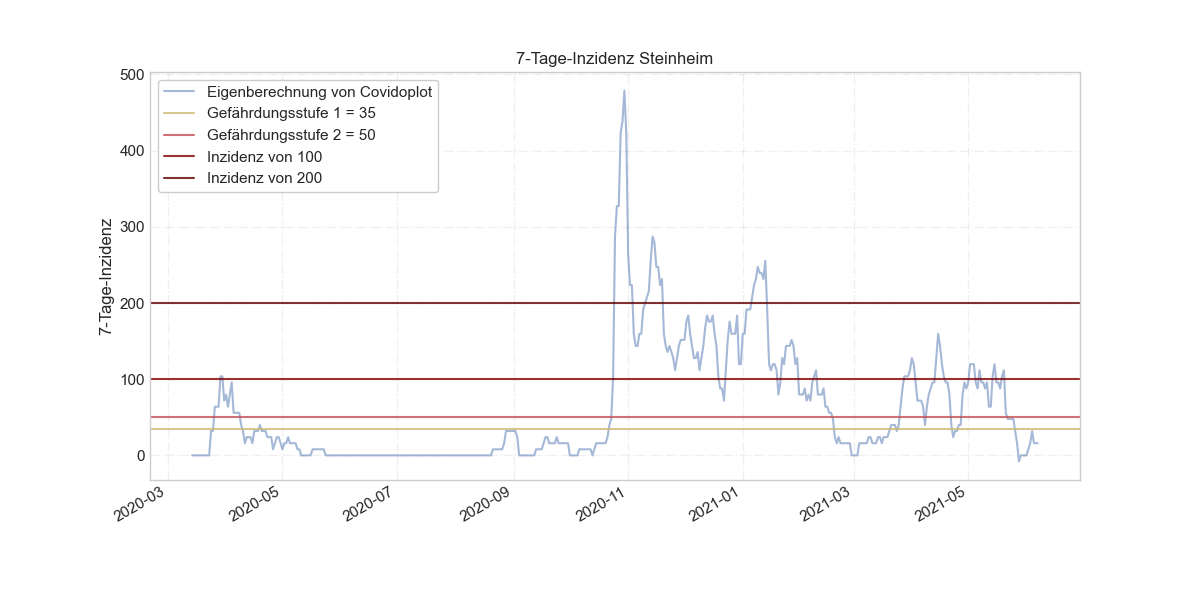 7-Tage-Inzidenz Steinheim
500
400
300
200
100
0
7-Tage-Inzidenz
Eigenberechnung von Covidoplot
Gefährdungsstufe 1 = 35
Gefährdungsstufe 2 = 50
Inzidenz von 100
Inzidenz von 200
2020-03
2020-05
2020-07
2020-09
2020-11
2021-01
2021-03
2021-05